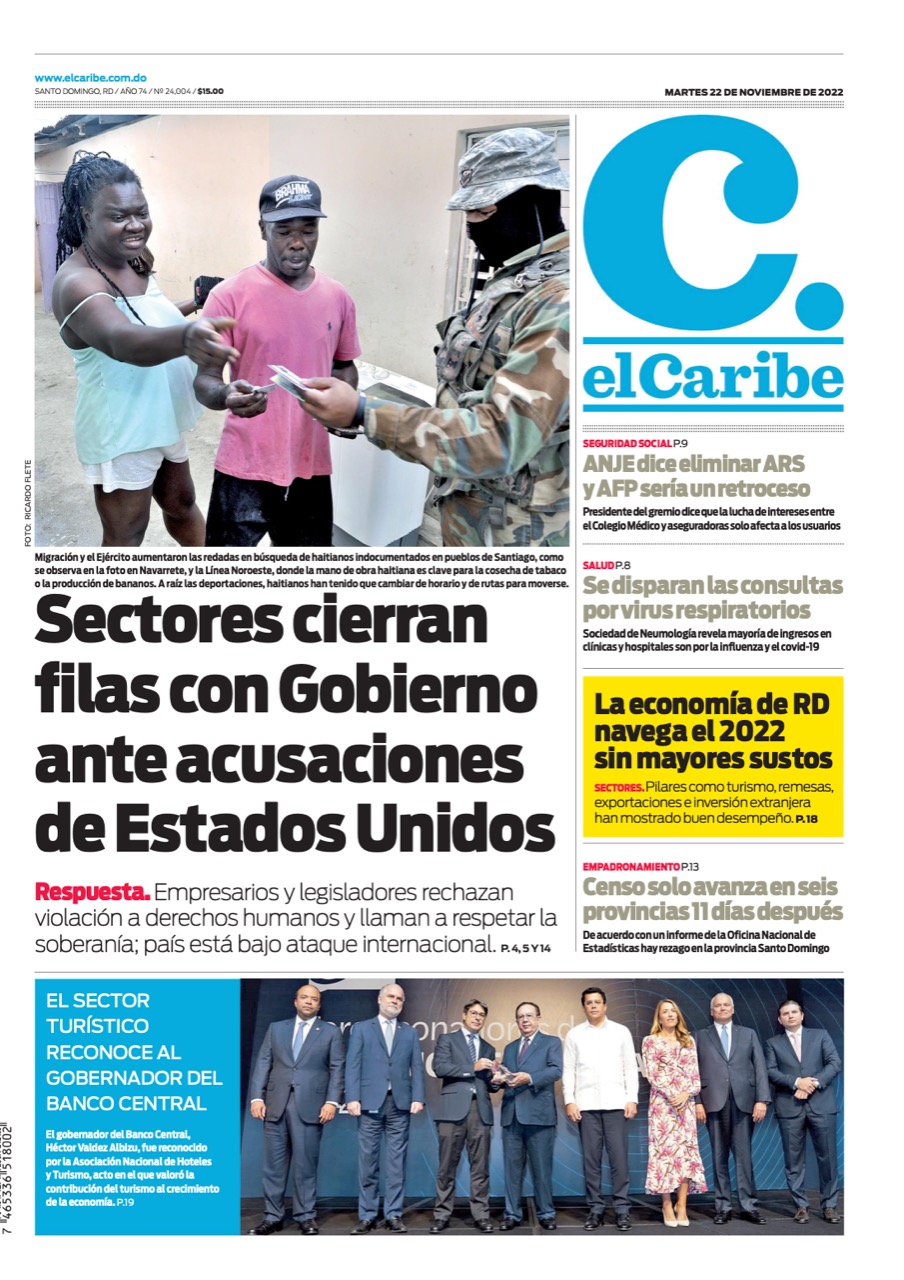 www.elcaribe.com.do
SANTO DOMINGO, RD / AÑO 74 / Nº 24,004 / $15.00
MARTES 22 DE NOVIEMBRE DE 2022
BRAHMA
LIGHT
C.
elCaribe
FOTO: RICARDO FLETE
Migración y el Ejército aumentaron las redadas en búsqueda de haitianos indocumentados en pueblos de Santiago, como
se observa en la foto en Navarrete, y la Línea Noroeste, donde la mano de obra haitiana es clave para la cosecha de tabaco
o la producción de bananos. A raíz las deportaciones, haitianos han tenido que cambiar de horario y de rutas para moverse.
Sectores cierran
filas con Gobierno
ante acusaciones
de Estados Unidos
Respuesta. Empresarios y legisladores rechazan
violación a derechos humanos y llaman a respetar la
soberanía; país está bajo ataque internacional. P. 4, 5 Y 14
SEGURIDAD SOCIAL P.9
ANJE dice eliminar ARS
y AFP sería un retroceso
Presidente del gremio dice que la lucha de intereses entre
el Colegio Médico y aseguradoras solo afecta a los usuarios
SALUD P.8
Se disparan las consultas
por virus respiratorios
Sociedad de Neumología revela mayoría de ingresos en
clínicas y hospitales son por la influenza y el covid-19
La economía de RD
navega el 2022
sin mayores sustos
SECTORES. Pilares como turismo, remesas,
exportaciones e inversión extranjera
han mostrado buen desempeño. P. 18
EMPADRONAMIENTO P.13
Censo solo avanza en seis
provincias 11 días después
De acuerdo con un informe de la Oficina Nacional de
Estadísticas hay rezago en la provincia Santo Domingo
EL SECTOR
TURÍSTICO
RECONOCE AL
GOBERNADOR DEL
BANCO CENTRAL
El gobernador del Banco Central,
Héctor Valdez Albizu, fue reconocido
por la Asociación Nacional de Hoteles
y Turismo, acto en el que valoró la
contribución del turismo al crecimiento
de la economía. P.19
7 465336 518002